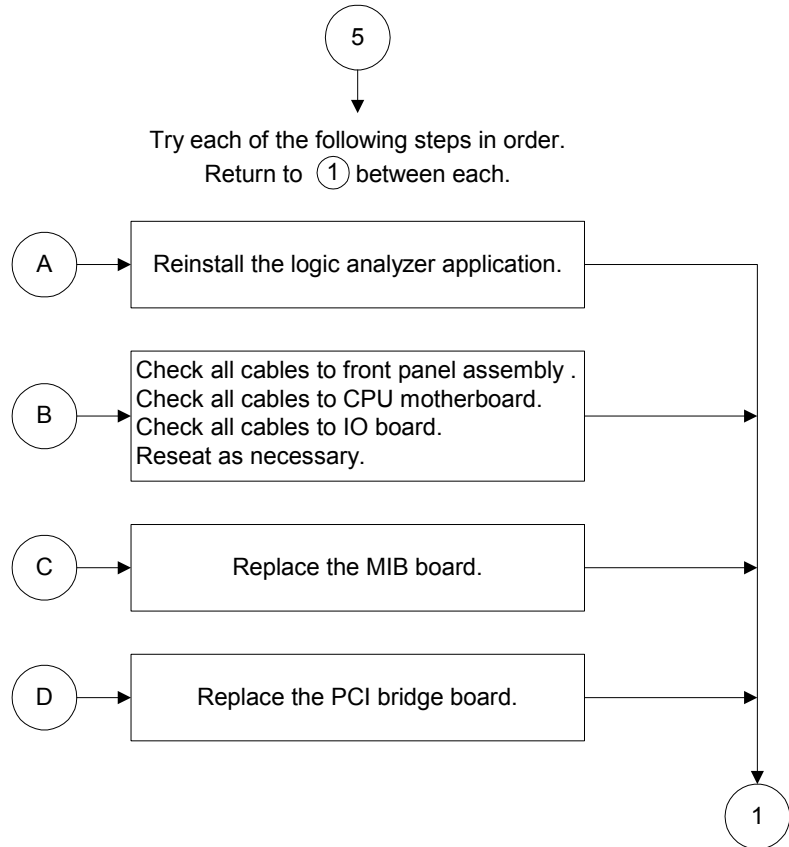 5
Try each of the following steps in order.
Return to 1 between each.
A
Reinstall the logic analyzer application.
B
Check all cables to front panel assembly .
Check all cables to CPU motherboard.
Check all cables to IO board.
Reseat as necessary.
C
Replace the MIB board.
D
Replace the PCI bridge board.
1